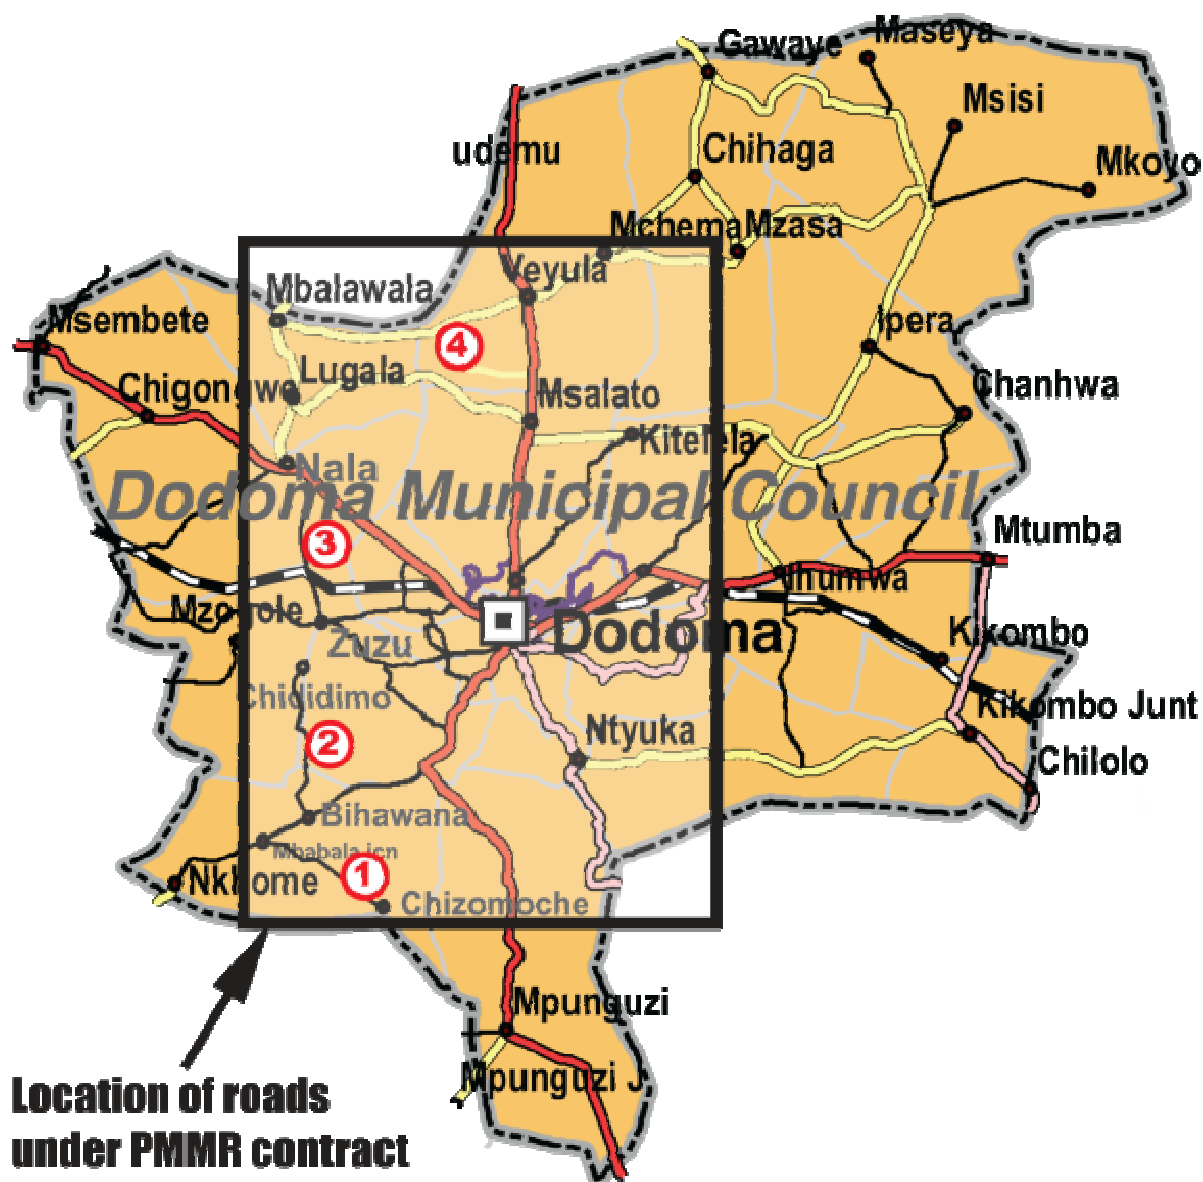 Gawaye
Maseya
Msisi
udemu
Chihaga
Mkoyo
Mchema
Mzasa
Veyula
Mbalawala
Msembete
4
Ipera
Lugala
Chigongwe
Msalato
Chanhwa
Kitelela
Nala
Dodoma Municipal Council
Mtumba
3
Ihumwa
Mzogole
Zuzu
Dodoma
Kikombo
Chididimo
Kikombo Junt
2
Ntyuka
Chilolo
Bihawana
Mbabala jcn
Nkhome
1
Chizomoche
Mpunguzi
Mpunguzi J
Location of roads
under PMMR contract